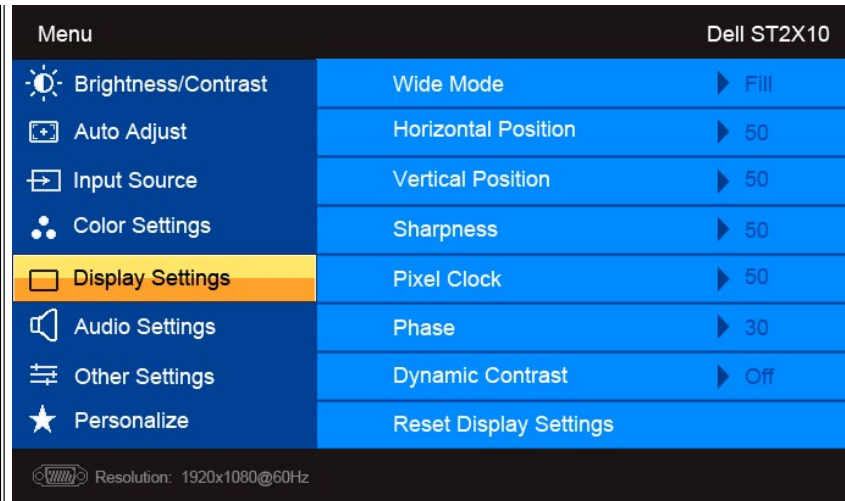 Menu Dell ST2X10
Brightness/Contrast Wide Mode Fill
Auto Adjust Horizontal Position 50
Input Source Vertical Position 50
Color Settings Sharpness 50
Display Settings Pixel Clock 50
Audio Settings Phase 30
Other Settings Dynamic Contrast Off
Personalize Reset Display Settings
Resolution: 1920x1080@60Hz